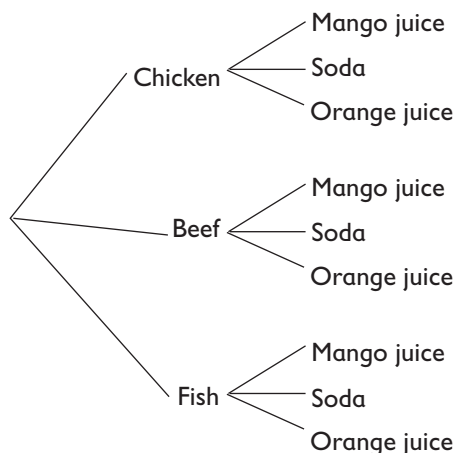 Mango juice
Chicken
Soda
Orange juice
Mango juice
Beef
Soda
Orange juice
Mango juice
Fish
Soda
Orange juice